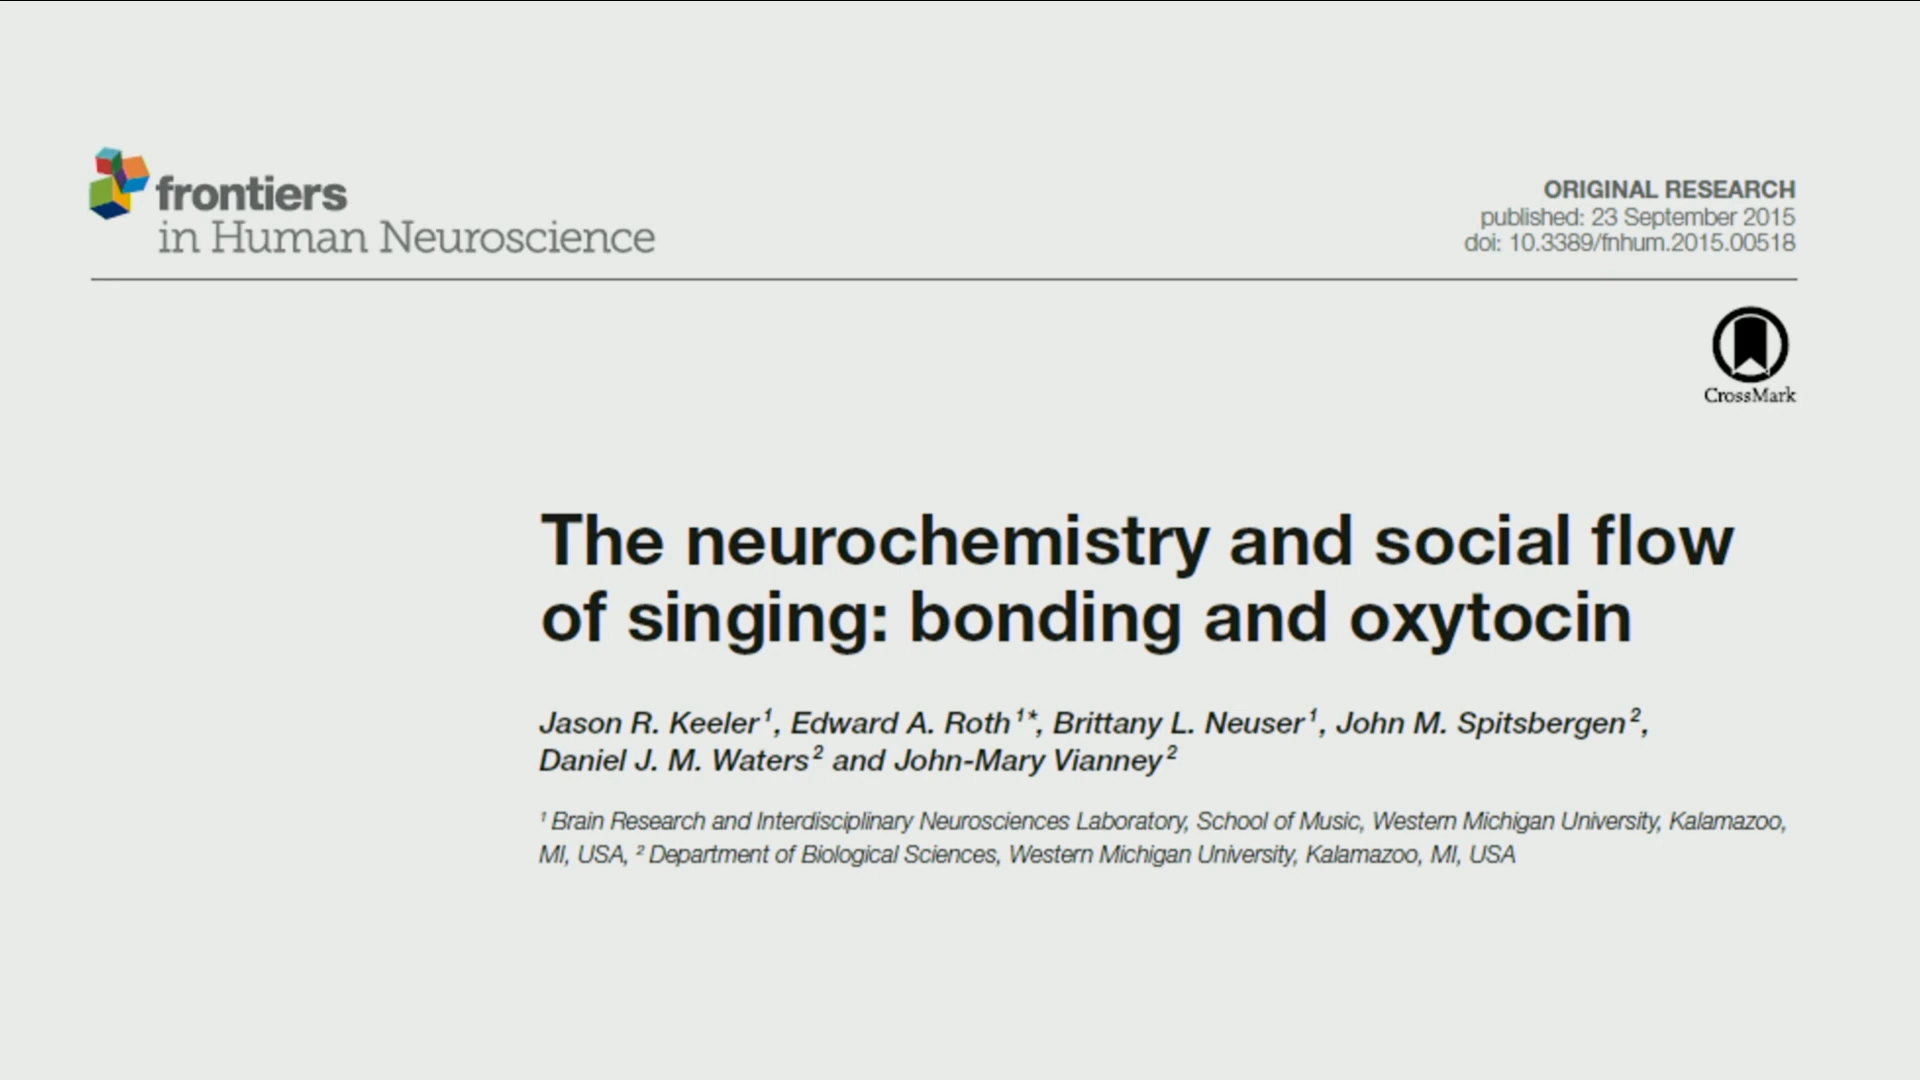 frontiers
in Human Neuroscience
ORIGINAL RESEARCH
published: 23 September 2015
doi: 10.3389/fnhum.2015.00518
CrossMark
The neurochemistry and social flow
of singing: bonding and oxytocin
Jason R. Keeler¹, Edward A. Roth¹*, Brittany L. Neuser¹, John M. Spitsbergen²,
Daniel J. M. Waters² and John-Mary Vianney²
¹ Brain Research and Interdisciplinary Neurosciences Laboratory, School of Music, Western Michigan University, Kalamazoo,
MI, USA, ² Department of Biological Sciences, Western Michigan University, Kalamazoo, MI, USA